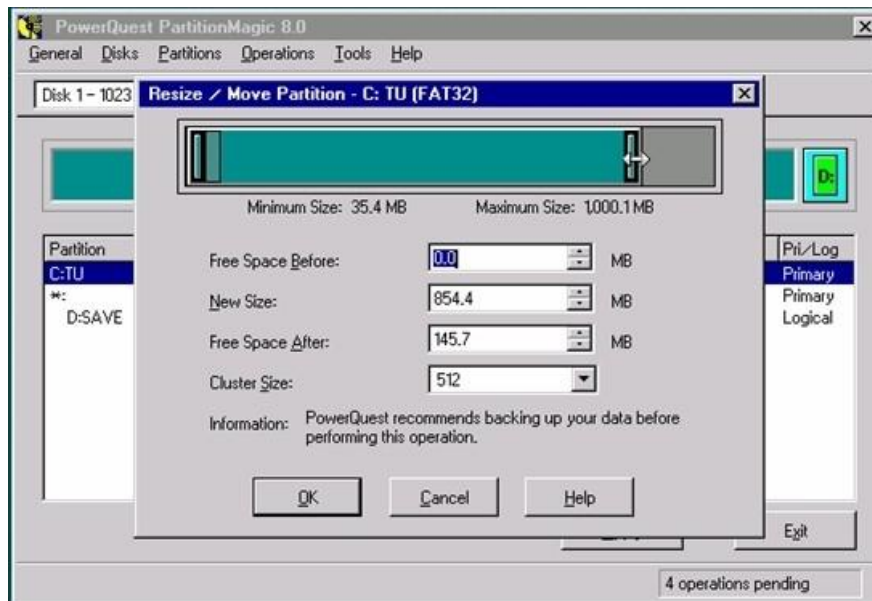 PowerQuest PartitionMagic 8.0
General Disks Partitions Operations Tools Help
Disk 1 - 1023
Resize / Move Partition - C: TU (FAT32)
D:
Minimum Size: 35.4 MB Maximum Size: 1,000.1 MB
Partition Pri/Log
C:TU Primary
*: Primary
D:SAVE Logical
Free Space Before: 0.0 MB
New Size: 854.4 MB
Free Space After: 145.7 MB
Cluster Size: 512
Information: PowerQuest recommends backing up your data before
performing this operation.
OK Cancel Help
Exit
4 operations pending